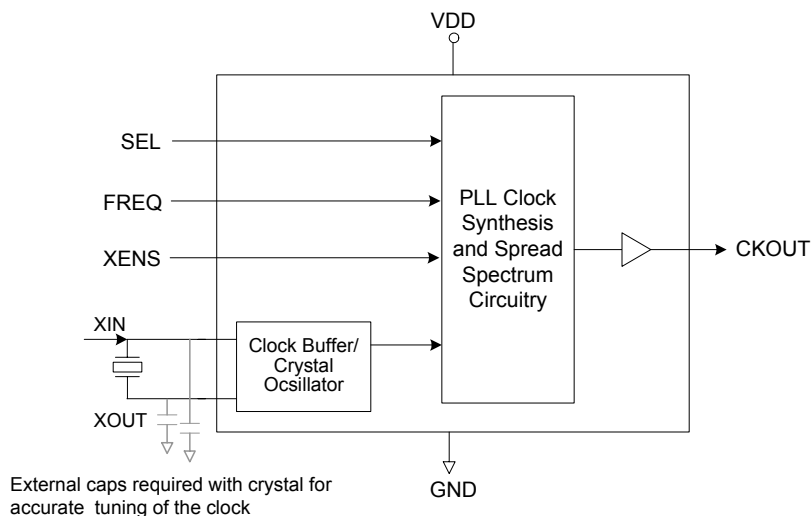 VDD
SEL
FREQ
XENS
PLL Clock
Synthesis
and Spread
Spectrum
Circuitry
CKOUT
XIN
Clock Buffer/
Crystal
Ocsillator
XOUT
GND
External caps required with crystal for
accurate tuning of the clock